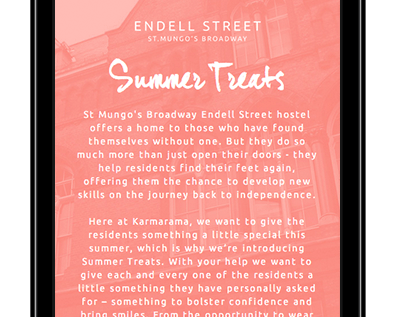 ENDELL STREET
ST.MUNGO'S BROADWAY
Summer Treats
St Mungo's Broadway Endell Street hostel
offers a home to those who have found
themselves without one. But they do so
much more than just open their doors - they
help residents find their feet again,
offering them the chance to develop new
skills on the journey back to independence.
Here at Karmarama, we want to give the
residents something a little special this
summer, which is why we're introducing
Summer Treats. With your help we want to
give each and every one of the residents a
little something they have personally asked
for – something to bolster confidence and
bring smiles. From the opportunity to wear